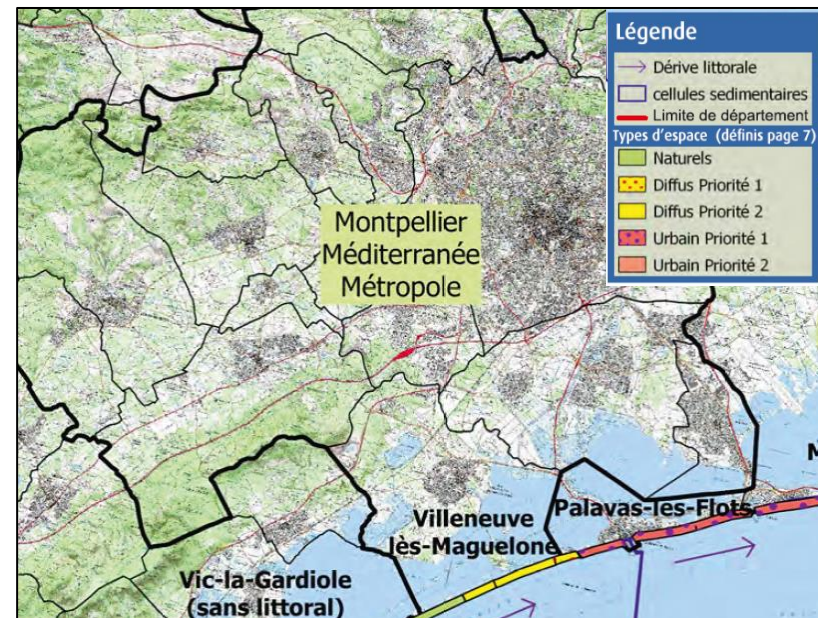 Légende
Dérive littorale
cellules sedimentaires
Limite de département
Types d'espace (définis page 7)
Naturels
Diffus Priorité 1
Diffus Priorité 2
Urbain Priorité 1
Urbain Priorité 2
Montpellier
Méditerranée
Métropole
M
Palavas-les-Flots
Villeneuve
lès-Maguelone
Vic-la-Gardiole
(sans littoral)